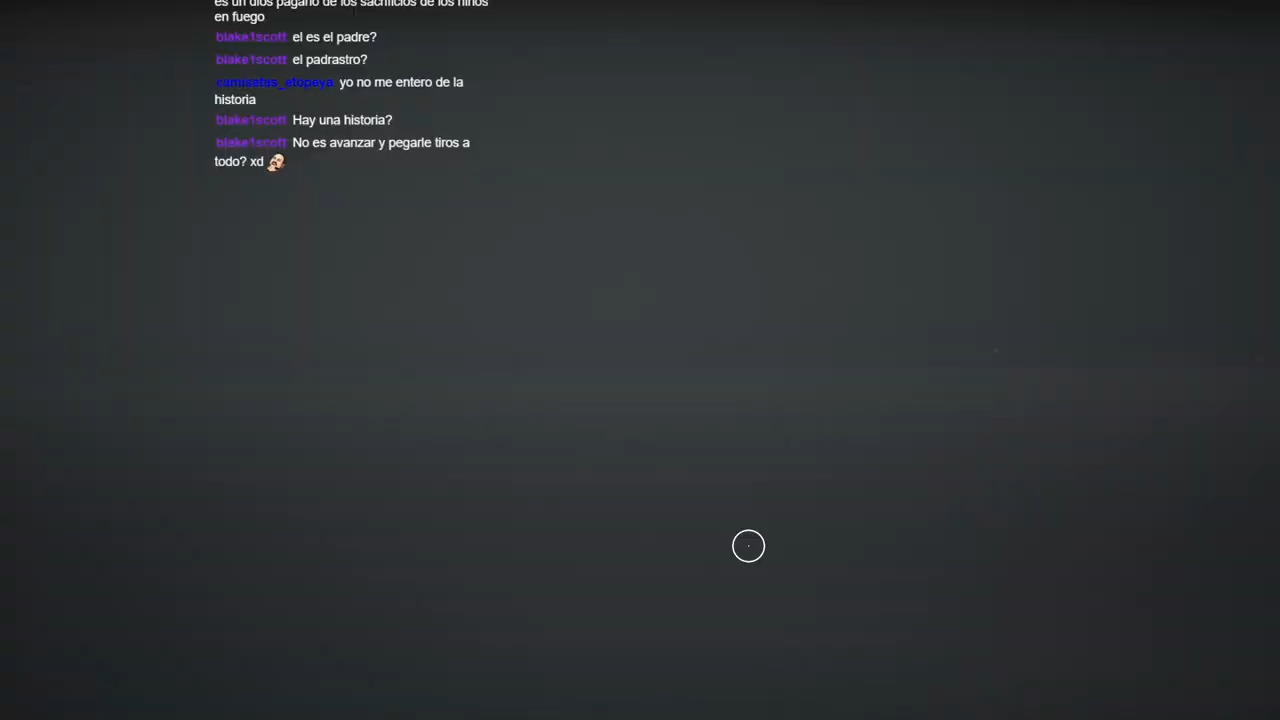 es un dios pagano de los sacrificios de los niños
en fuego
blake1scott el es el padre?
blake1scott el padrastro?
camisetas_etopeya yo no me entero de la
historia
blake1scott Hay una historia?
blake1scott No es avanzar y pegarle tiros a
todo? xd